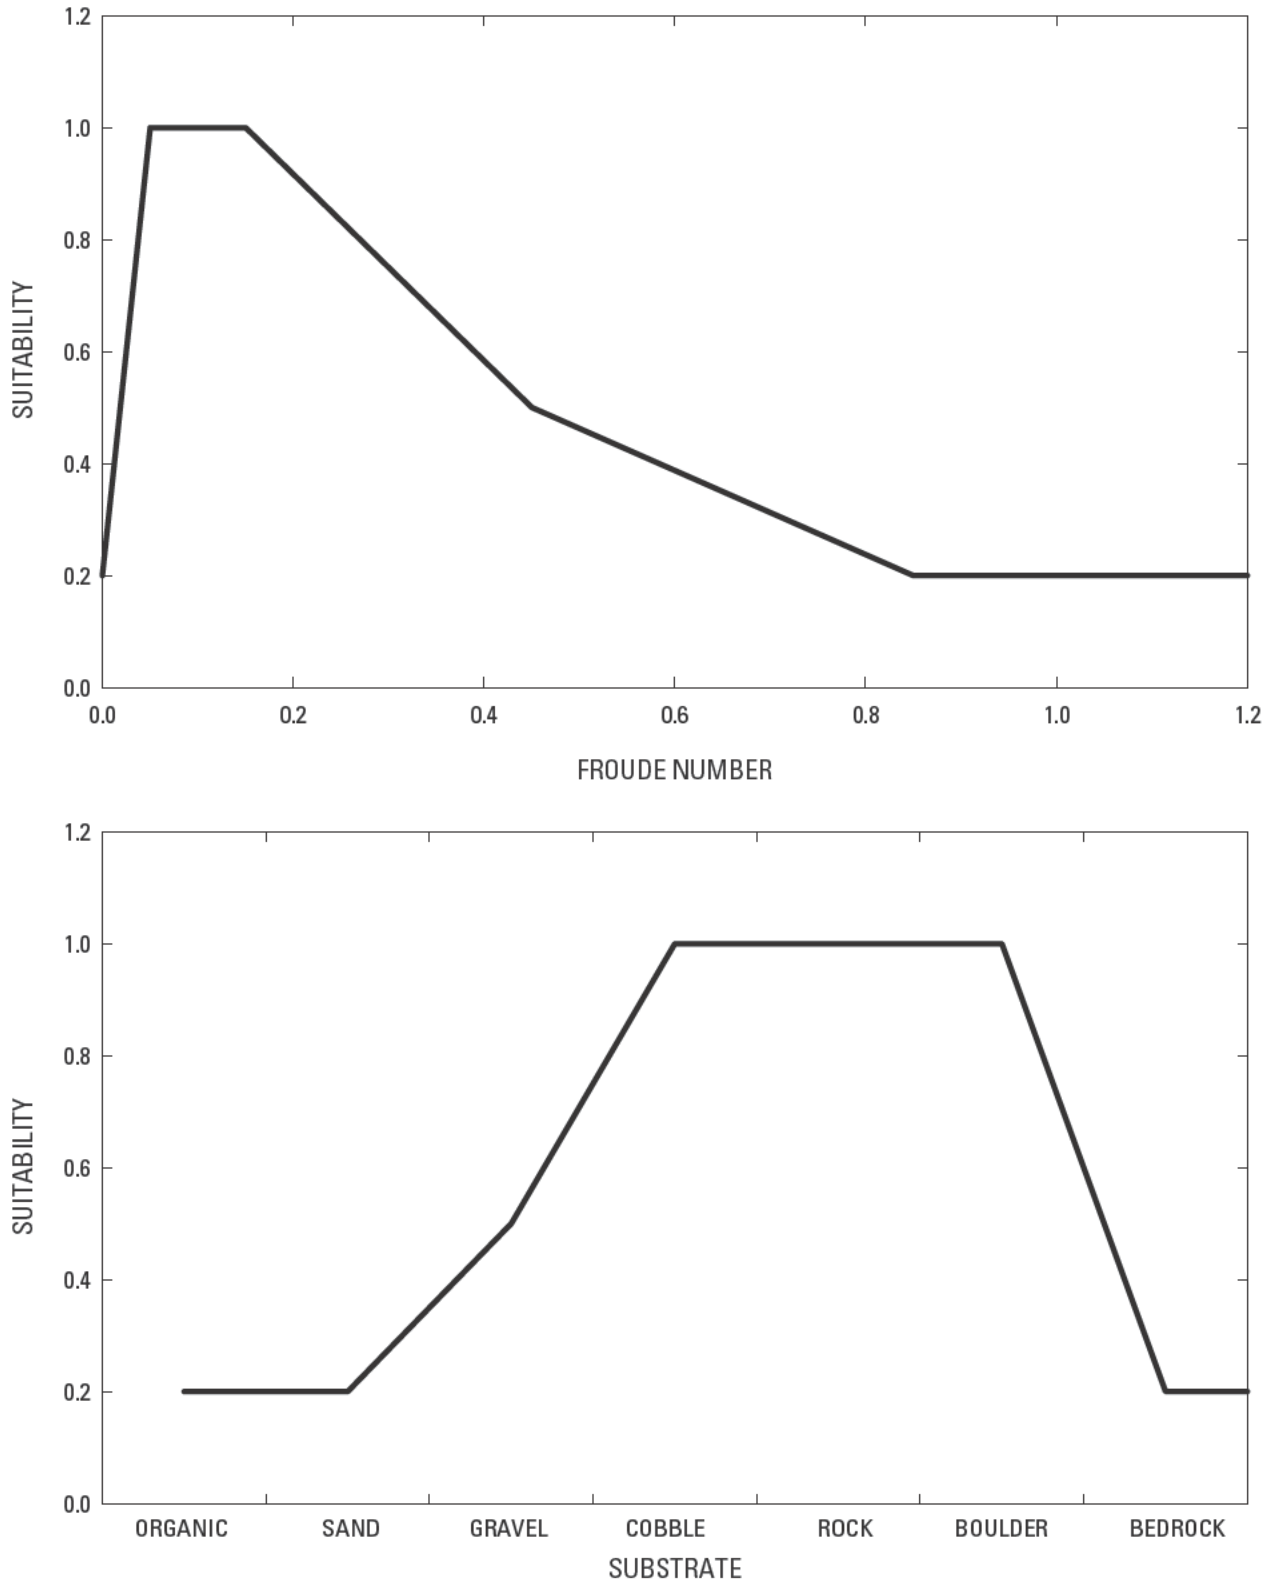 1.2
1.0
0.8
0.6
0.4
0.2
0.0
SUITABILITY
0.0 0.2 0.4 0.6 0.8 1.0 1.2
FROUDE NUMBER
1.2
1.0
0.8
0.6
0.4
0.2
0.0
SUITABILITY
ORGANIC SAND GRAVEL COBBLE ROCK BOULDER BEDROCK
SUBSTRATE